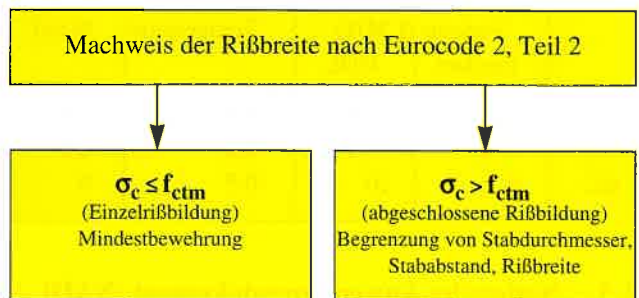 Machweis der Rißbreite nach Eurocode 2, Teil 2
σc ≤ fctm
(Einzelrißbildung)
Mindestbewehrung
σc > fctm
(abgeschlossene Rißbildung)
Begrenzung von Stabdurchmesser,
Stababstand, Rißbreite